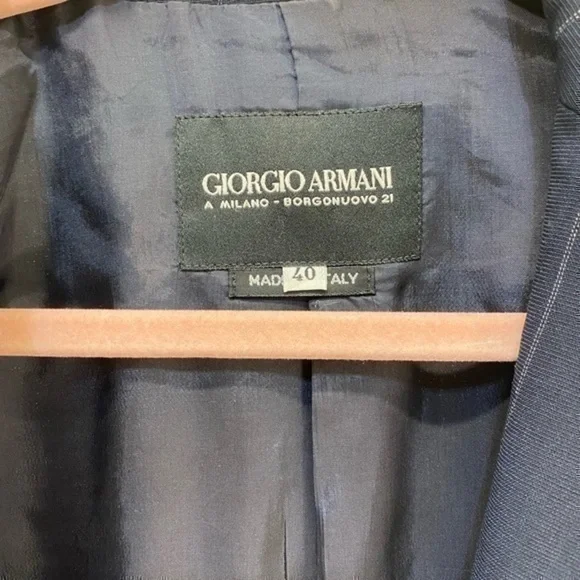 GIORGIO ARMANI
A MILANO - BORGONUOVO 21
MAD 40 TALY